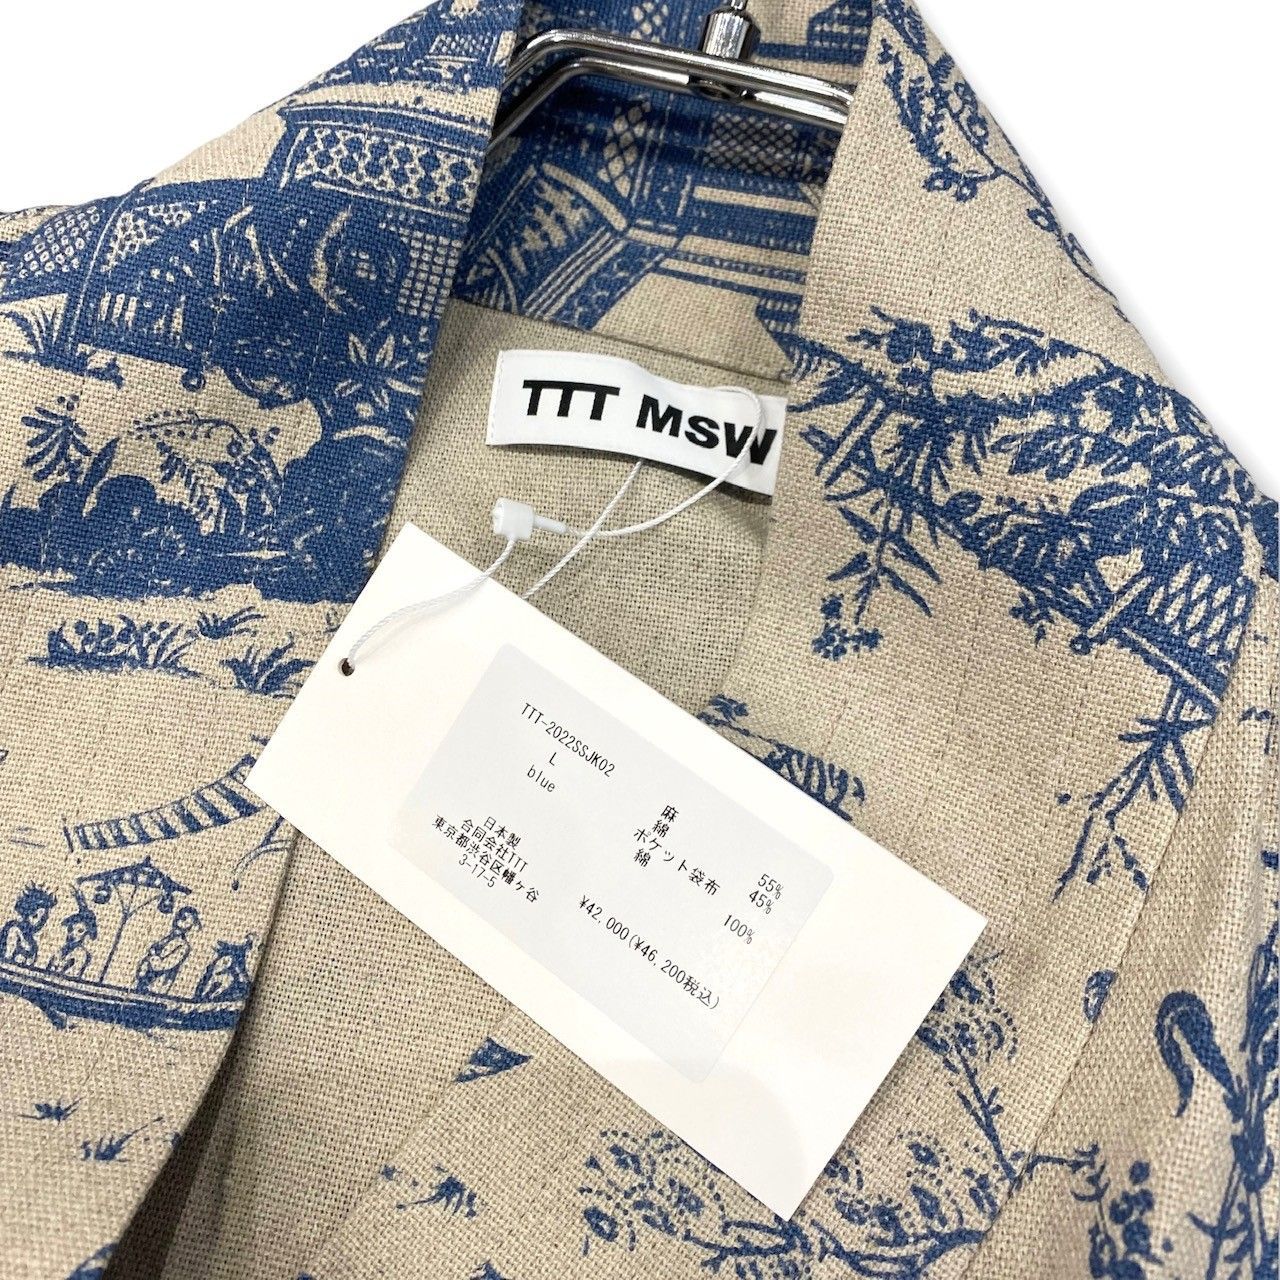 TTT MSW
TTT-2022SSJK02
L
blue
麻 55%
綿 45%
ポケット袋布
綿 100%
日本製
合同会社TTT
東京都渋谷区幡ヶ谷
3-17-5
¥42,000(¥46,200税込)